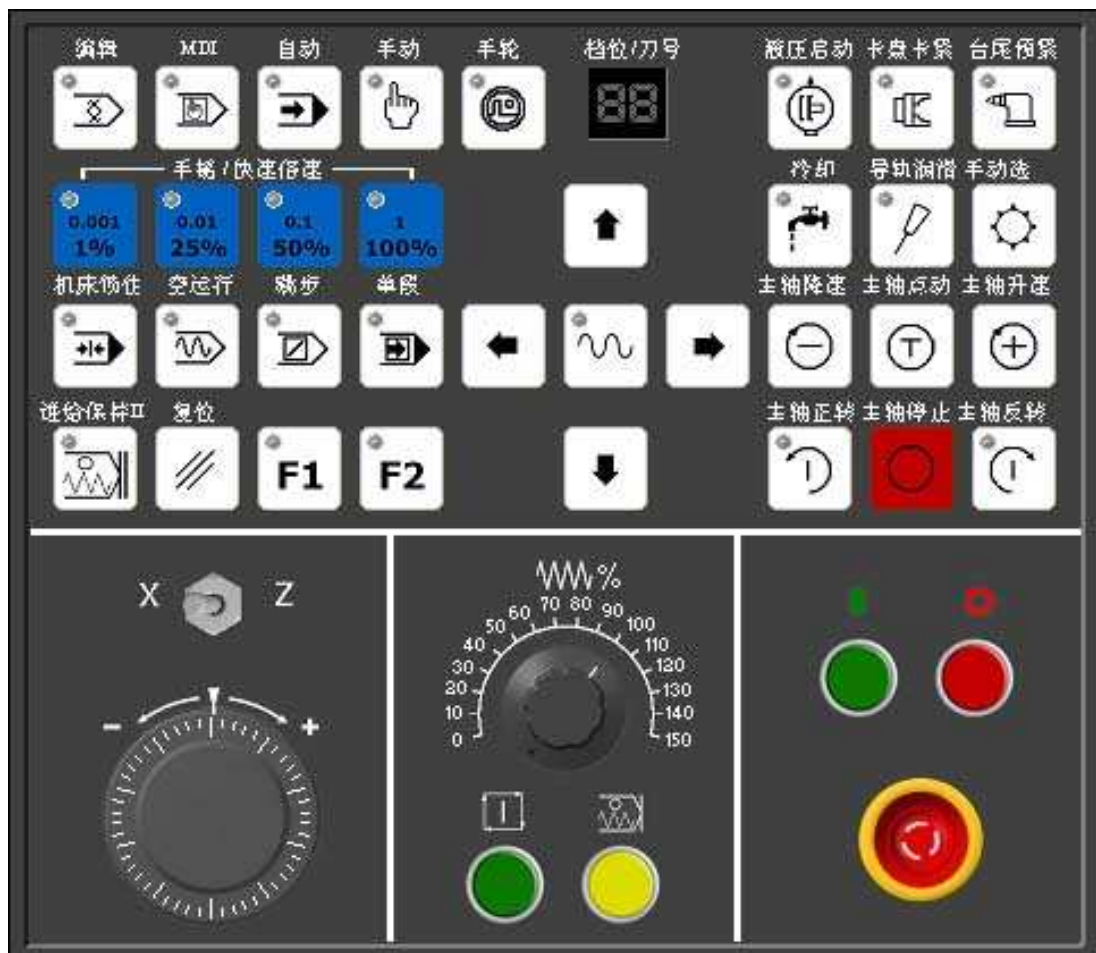 编辑 MDI 自动 手动 手轮 档位/刀号 液压启动 卡盘卡紧 台尾预紧
88
手摇/快速倍率 冷却 导轨润滑 手动选
0.001 0.01 0.1 1
1% 25% 50% 100%
机床锁住 空运行 跳步 单段 主轴降速 主轴点动 主轴升速
T
进给保持II 复位 主轴正转 主轴停止 主轴反转
F1 F2
X Z
%
0 10 20 30 40 50 60 70 80 90 100 110 120 130 140 150
- +